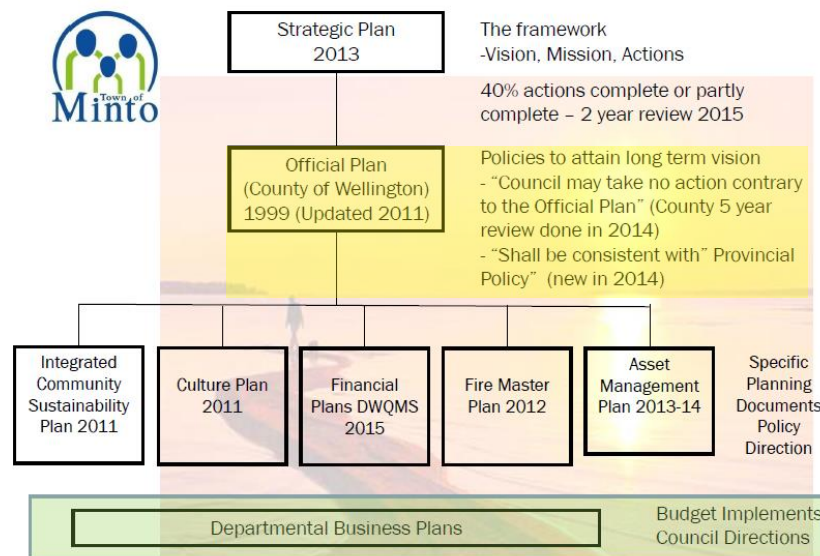 Town of
Minto
Strategic Plan
2013
The framework
-Vision, Mission, Actions
40% actions complete or partly
complete – 2 year review 2015
Official Plan
(County of Wellington)
1999 (Updated 2011)
Policies to attain long term vision
- “Council may take no action contrary
to the Official Plan” (County 5 year
review done in 2014)
- “Shall be consistent with” Provincial
Policy” (new in 2014)
Integrated
Community
Sustainability
Plan 2011
Culture Plan
2011
Financial
Plans DWQMS
2015
Fire Master
Plan 2012
Asset
Management
Plan 2013-14
Specific
Planning
Documents
Policy
Direction
Departmental Business Plans
Budget Implements
Council Directions